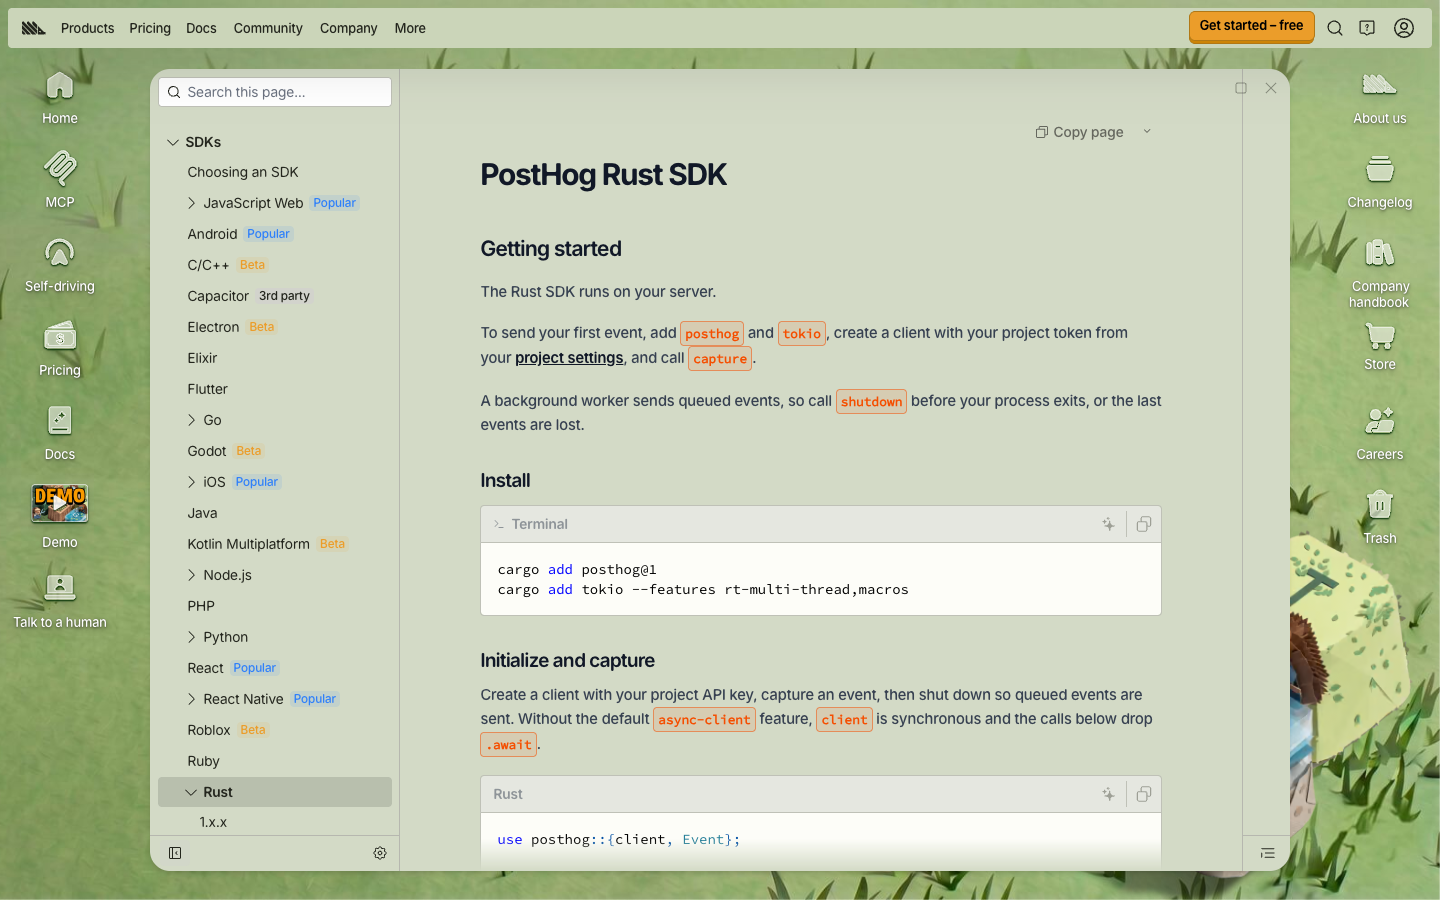 Products Pricing Docs Community Company More
Get started – free
Home
MCP
Self-driving
$
Pricing
Docs
DEMO
Demo
Talk to a human
Search this page...
SDKs
Choosing an SDK
JavaScript Web Popular
Android Popular
C/C++ Beta
Capacitor 3rd party
Electron Beta
Elixir
Flutter
Go
Godot Beta
iOS Popular
Java
Kotlin Multiplatform Beta
Node.js
PHP
Python
React Popular
React Native Popular
Roblox Beta
Ruby
Rust
1.x.x
Copy page
PostHog Rust SDK
Getting started
The Rust SDK runs on your server.
To send your first event, add posthog and tokio, create a client with your project token from
your project settings, and call capture.
A background worker sends queued events, so call shutdown before your process exits, or the last
events are lost.
Install
Terminal
cargo add posthog@1
cargo add tokio --features rt-multi-thread,macros
Initialize and capture
Create a client with your project API key, capture an event, then shut down so queued events are
sent. Without the default async-client feature, client is synchronous and the calls below drop
.await.
Rust
use posthog::{client, Event};
About us
Changelog
Company
handbook
Store
Careers
Trash